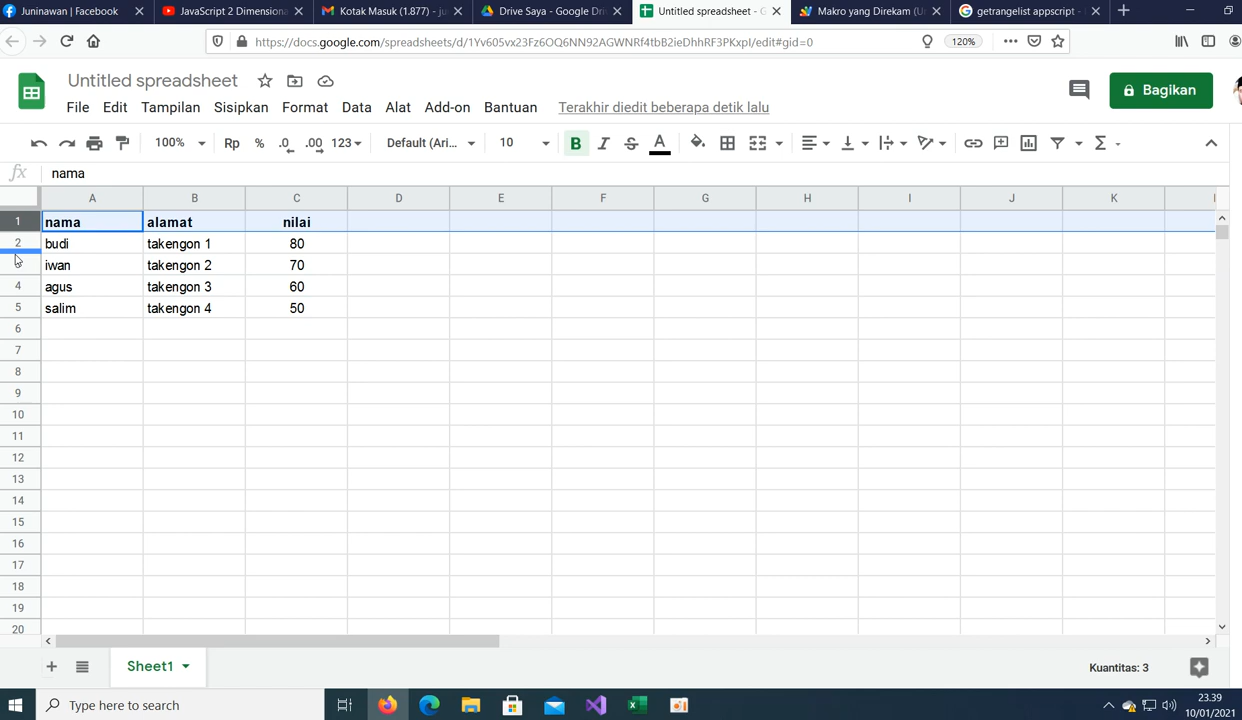 Juninawan | Facebook
JavaScript 2 Dimensiona
Kotak Masuk (1.877) - ju
Drive Saya - Google Dri
Untitled spreadsheet - G
Makro yang Direkam (U
getrangelist appscript -
https://docs.google.com/spreadsheets/d/1Yv605vx23Fz6OQ6NN92AGWNRf4tbB2ieDhhRF3PKxpI/edit#gid=0
120%
Untitled spreadsheet
File Edit Tampilan Sisipkan Format Data Alat Add-on Bantuan Terakhir diedit beberapa detik lalu
Bagikan
100% Rp % .0 .00 123 Default (Ari... 10 B I S A
fx nama
A B C D E F G H I J K
1 nama alamat nilai
2 budi takengon 1 80
iwan takengon 2 70
4 agus takengon 3 60
5 salim takengon 4 50
6
7
8
9
10
11
12
13
14
15
16
17
18
19
20
Sheet1
Kuantitas: 3
Type here to search
23.39
10/01/2021